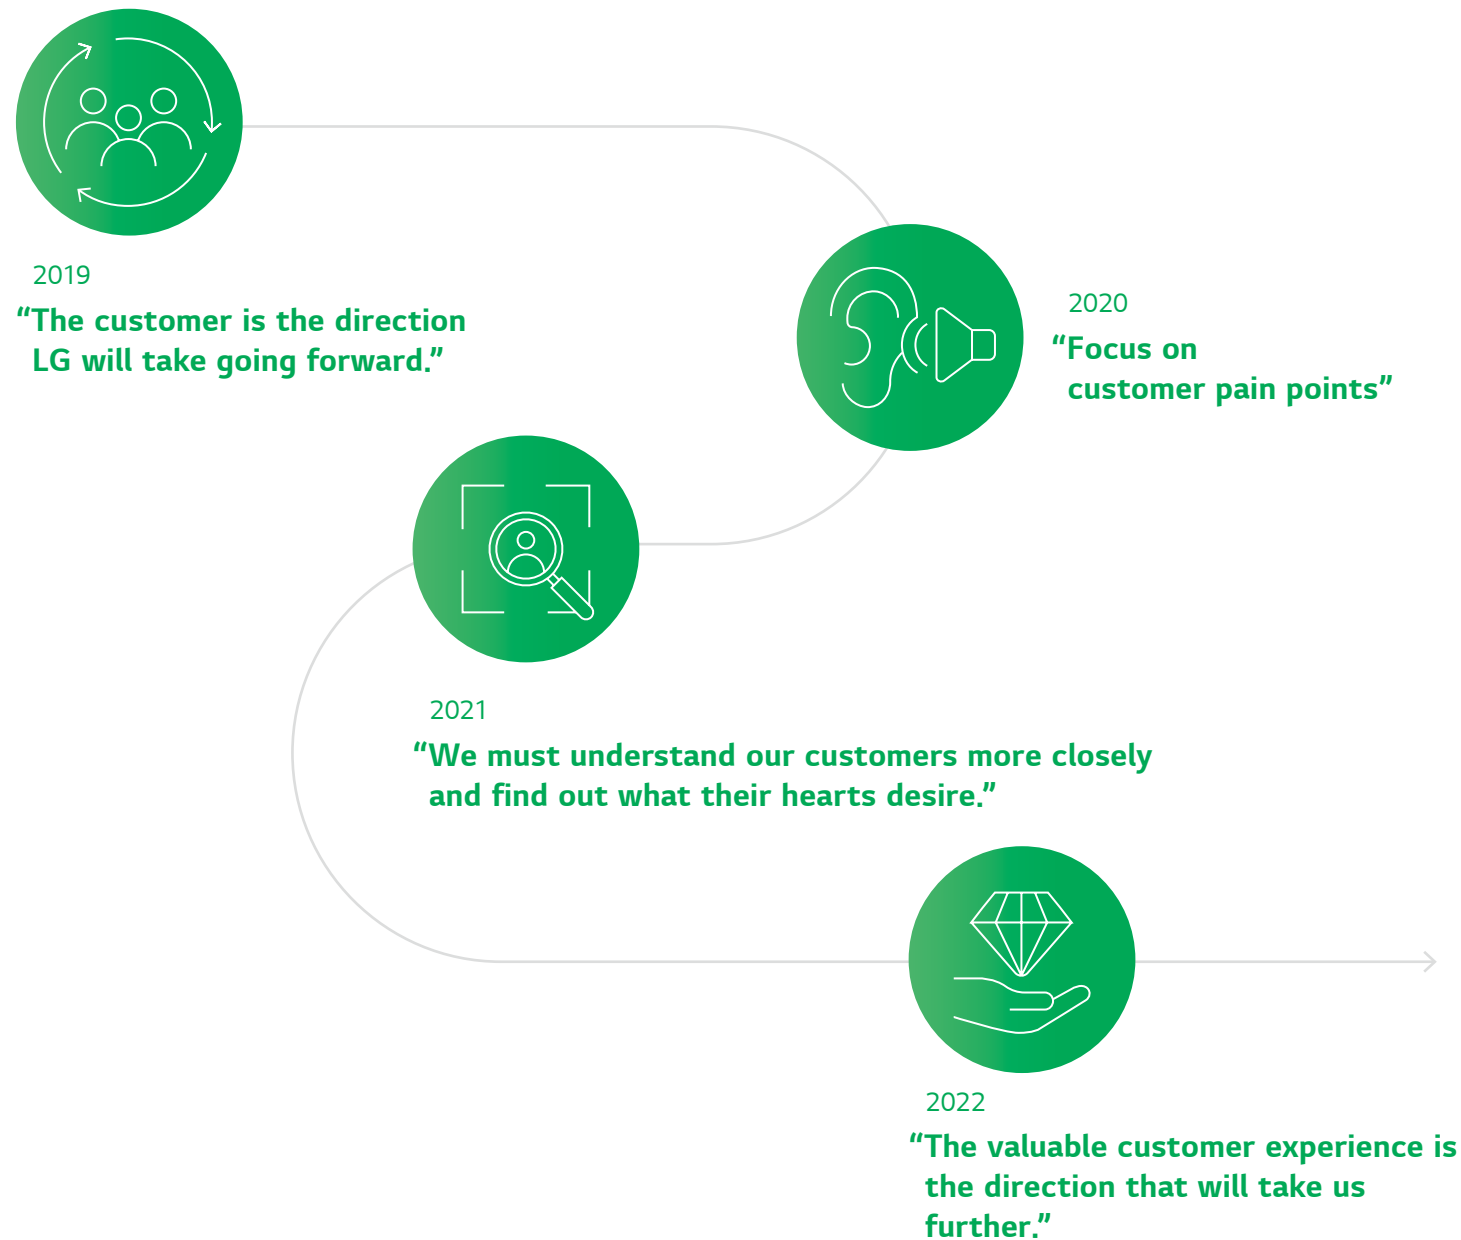 2019
“The customer is the direction
LG will take going forward.”
2020
“Focus on
customer pain points”
2021
“We must understand our customers more closely
and find out what their hearts desire.”
2022
“The valuable customer experience is
the direction that will take us
further.”